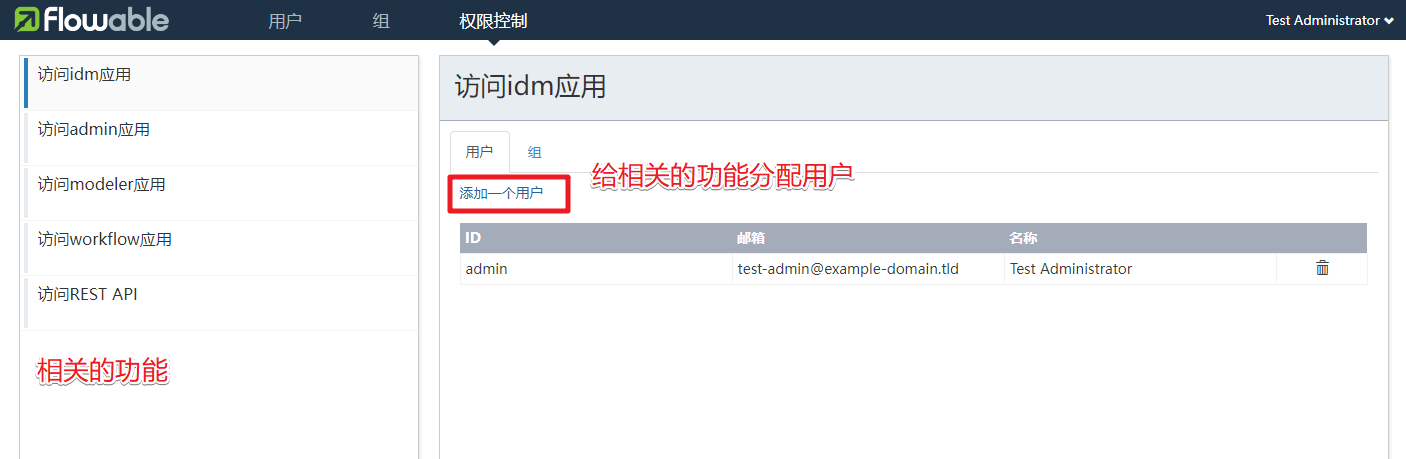 flowable 用户 组 权限控制 Test Administrator
访问idm应用
访问admin应用
访问modeler应用
访问workflow应用
访问REST API
相关的功能
访问idm应用
用户 组
给相关的功能分配用户
添加一个用户
ID 邮箱 名称
admin test-admin@example-domain.tld Test Administrator